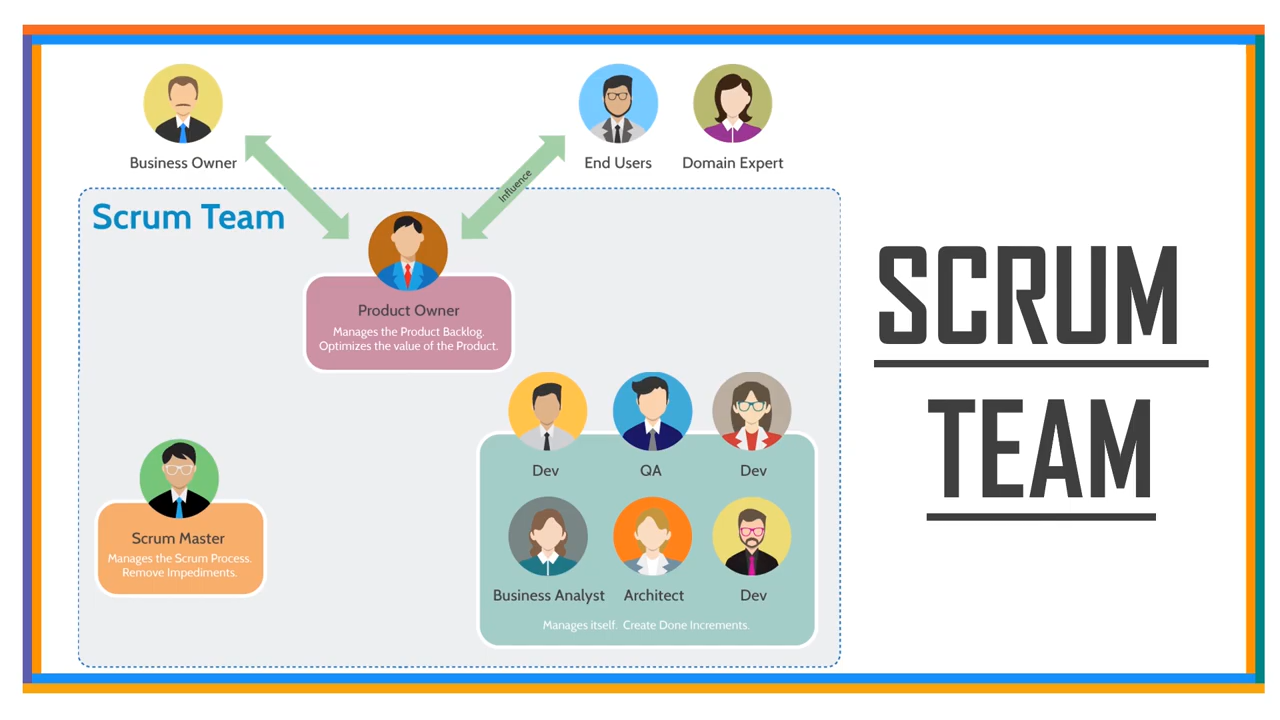 Business Owner
End Users
Domain Expert
Influence
Scrum Team
Product Owner
Manages the Product Backlog.
Optimizes the value of the Product.
Dev
QA
Dev
Scrum Master
Manages the Scrum Process.
Remove Impediments.
Business Analyst
Architect
Dev
Manages itself. Create Done Increments.
SCRUM
TEAM